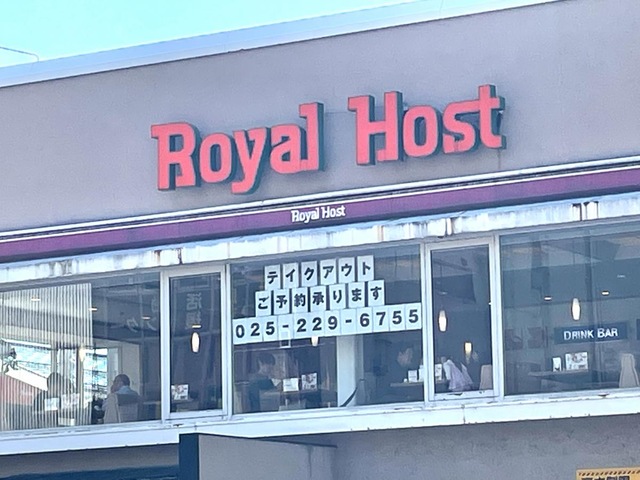 Royal Host
Royal Host
テイクアウト
ご予約承ります
025-229-6755
DRINK BAR